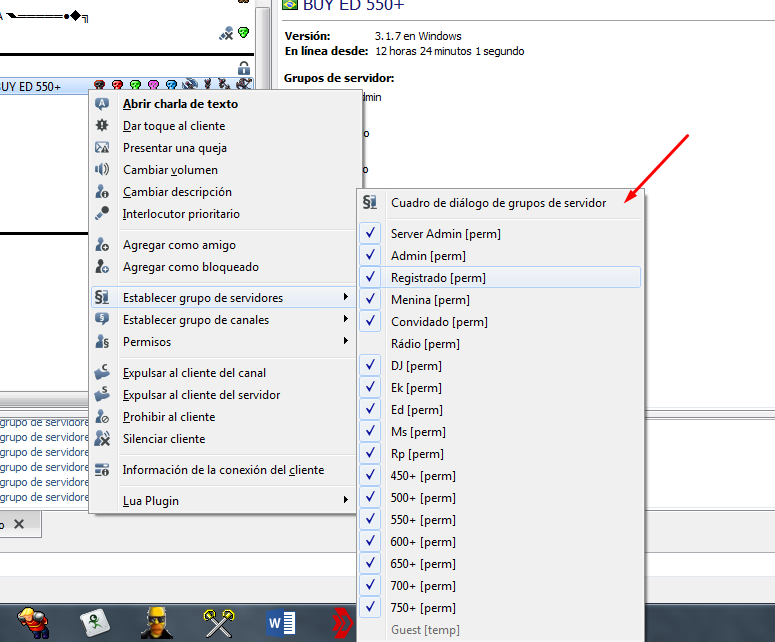 BUY ED 550+
Versión: 3.1.7 en Windows
En línea desde: 12 horas 24 minutos 1 segundo
Grupos de servidor:
BUY ED 550+
Abrir charla de texto
Dar toque al cliente
Presentar una queja
Cambiar volumen
Cambiar descripción
Interlocutor prioritario
Agregar como amigo
Agregar como bloqueado
Establecer grupo de servidores
Establecer grupo de canales
Permisos
Expulsar al cliente del canal
Expulsar al cliente del servidor
Prohibir al cliente
Silenciar cliente
Información de la conexión del cliente
Lua Plugin
Cuadro de diálogo de grupos de servidor
Server Admin [perm]
Admin [perm]
Registrado [perm]
Menina [perm]
Convidado [perm]
Rádio [perm]
DJ [perm]
Ek [perm]
Ed [perm]
Ms [perm]
Rp [perm]
450+ [perm]
500+ [perm]
550+ [perm]
600+ [perm]
650+ [perm]
700+ [perm]
750+ [perm]
Guest [temp]
grupo de servidore
grupo de servidore
grupo de servidore
grupo de servidore
grupo de servidore
grupo de servidore